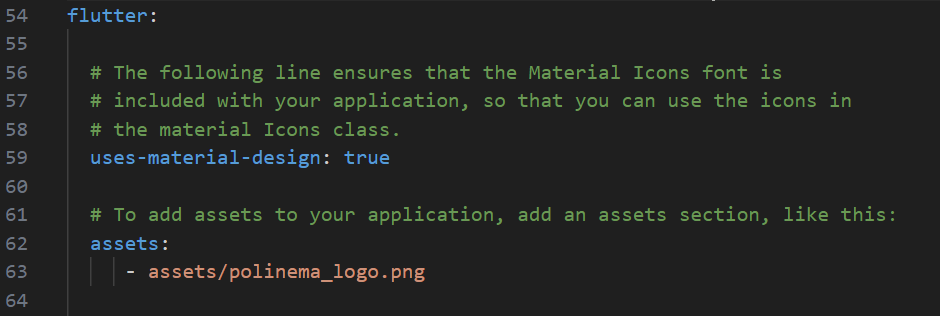 54 flutter:
55
56 # The following line ensures that the Material Icons font is
57 # included with your application, so that you can use the icons in
58 # the material Icons class.
59 uses-material-design: true
60
61 # To add assets to your application, add an assets section, like this:
62 assets:
63 - assets/polinema_logo.png
64